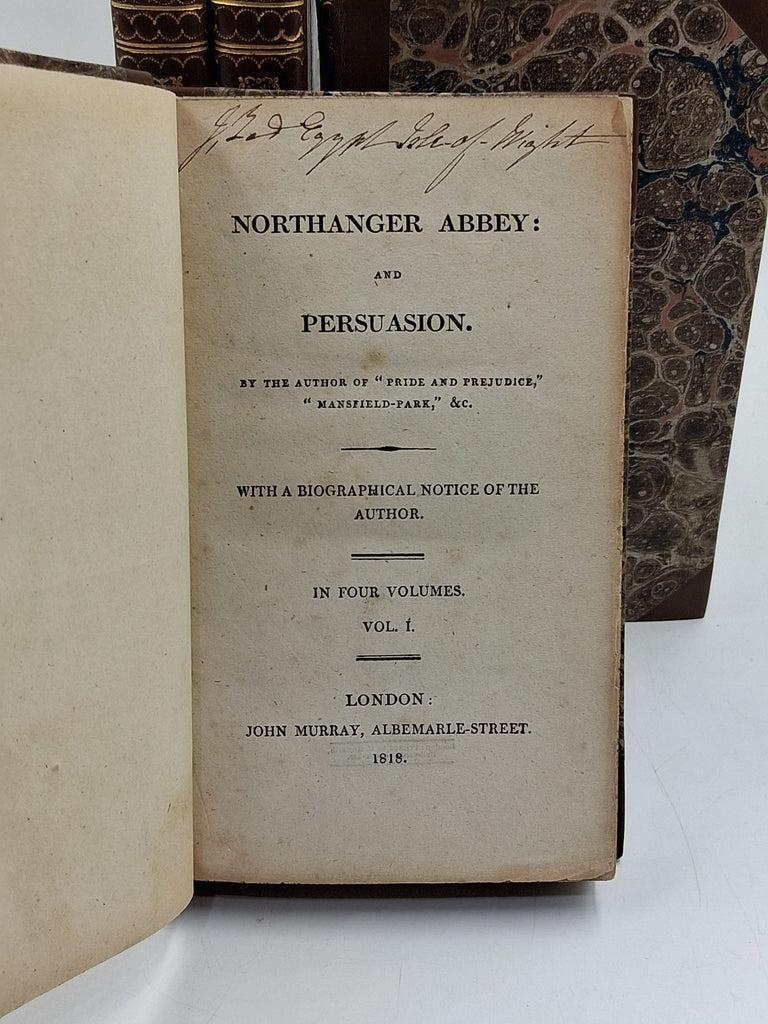 Egypt Isle-of-Wight
NORTHANGER ABBEY:
AND
PERSUASION.
BY THE AUTHOR OF “ PRIDE AND PREJUDICE,”
“ MANSFIELD-PARK,” &C.
WITH A BIOGRAPHICAL NOTICE OF THE
AUTHOR.
IN FOUR VOLUMES.
VOL. I.
LONDON:
JOHN MURRAY, ALBEMARLE-STREET.
1818.